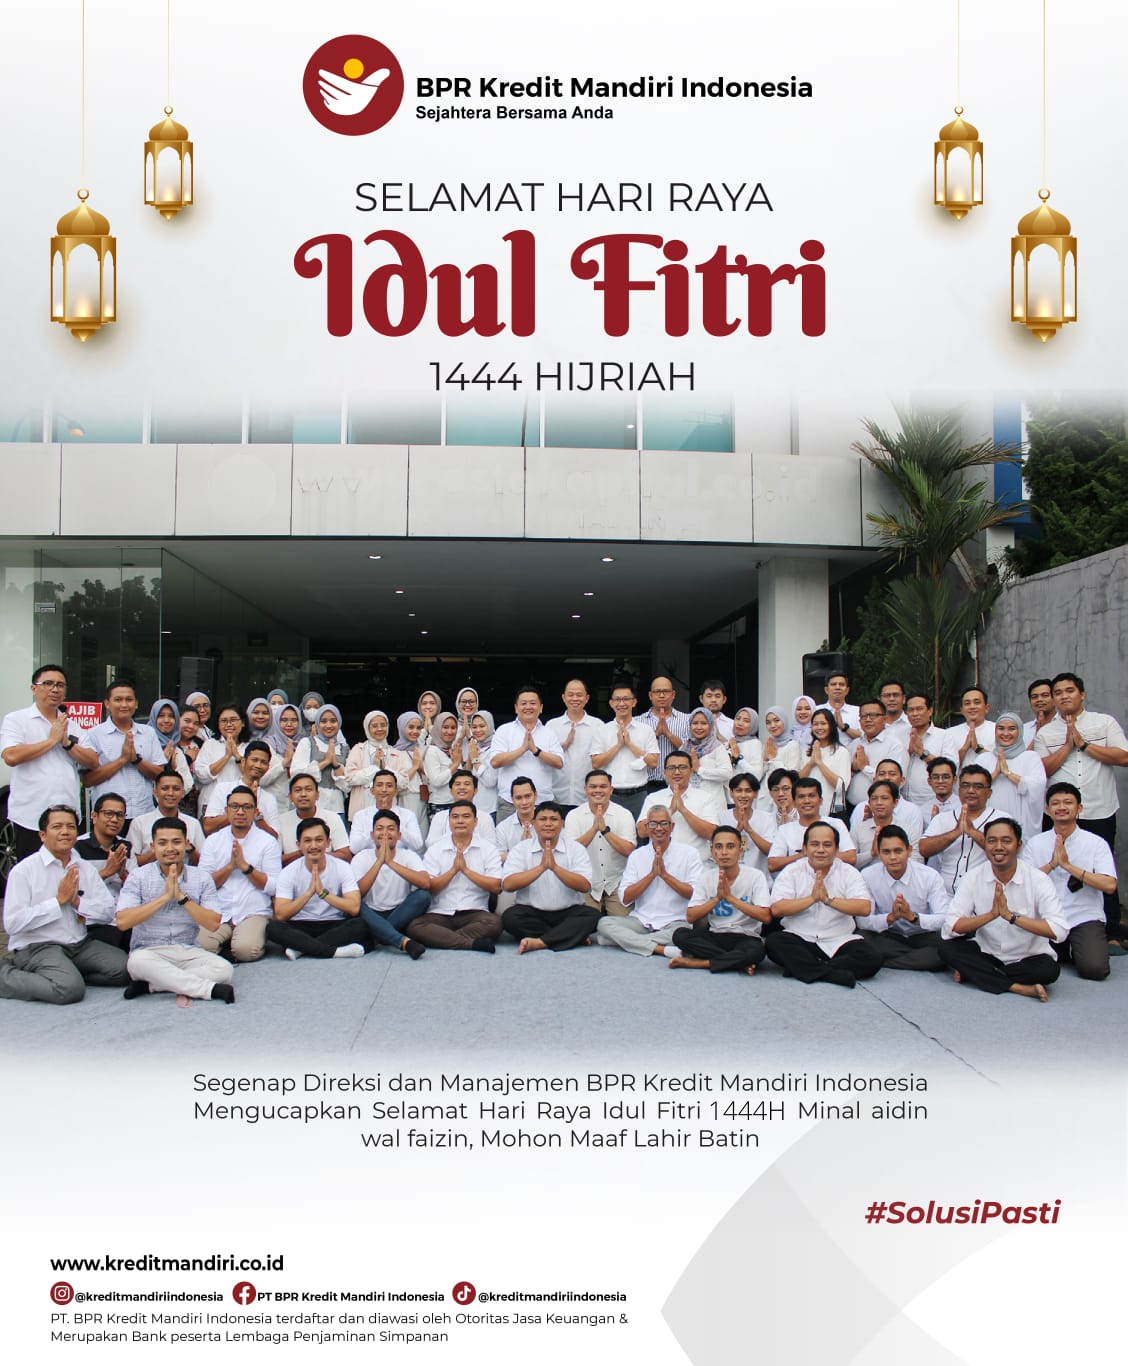 BPR Kredit Mandiri Indonesia
Sejahtera Bersama Anda
SELAMAT HARI RAYA
Idul Fitri
1444 HIJRIAH
AJIB
www.kreditmandiri.co.id
@kreditmandiriindonesia PT BPR Kredit Mandiri Indonesia @kreditmandiriindonesia
PT. BPR Kredit Mandiri Indonesia terdaftar dan diawasi oleh Otoritas Jasa Keuangan &
Merupakan Bank peserta Lembaga Penjaminan Simpanan
Segenap Direksi dan Manajemen BPR Kredit Mandiri Indonesia
Mengucapkan Selamat Hari Raya Idul Fitri 1444H Minal aidin
wal faizin, Mohon Maaf Lahir Batin
#SolusiPasti